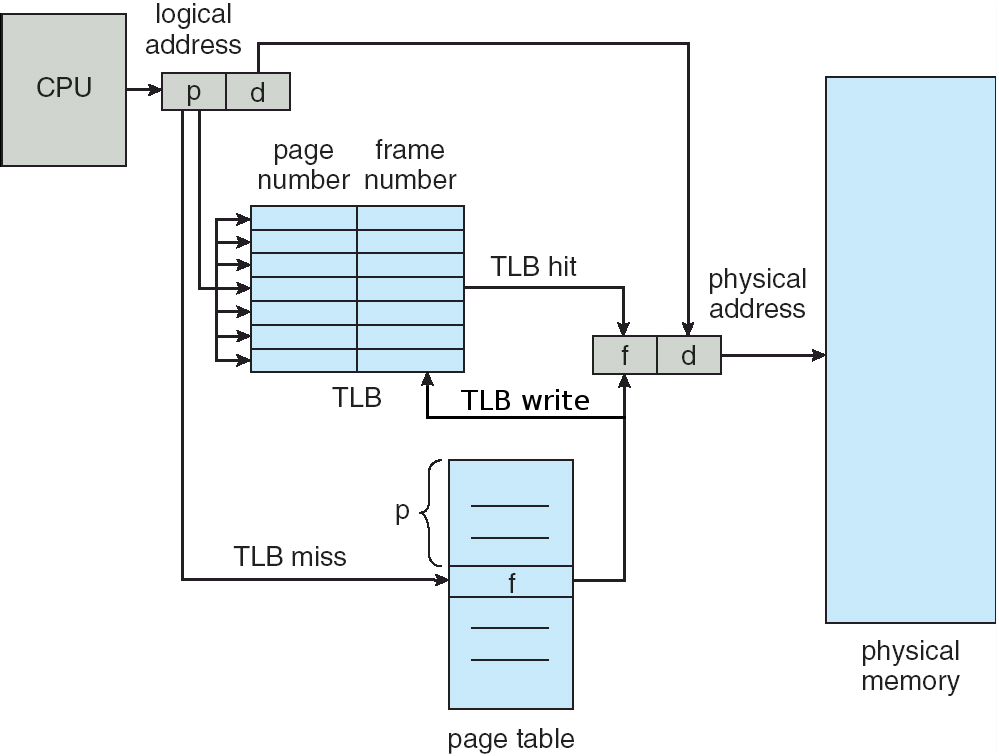 logical
address
CPU
p
d
page
number
frame
number
TLB hit
physical
address
f
d
TLB
TLB write
p
TLB miss
f
physical
memory
page table